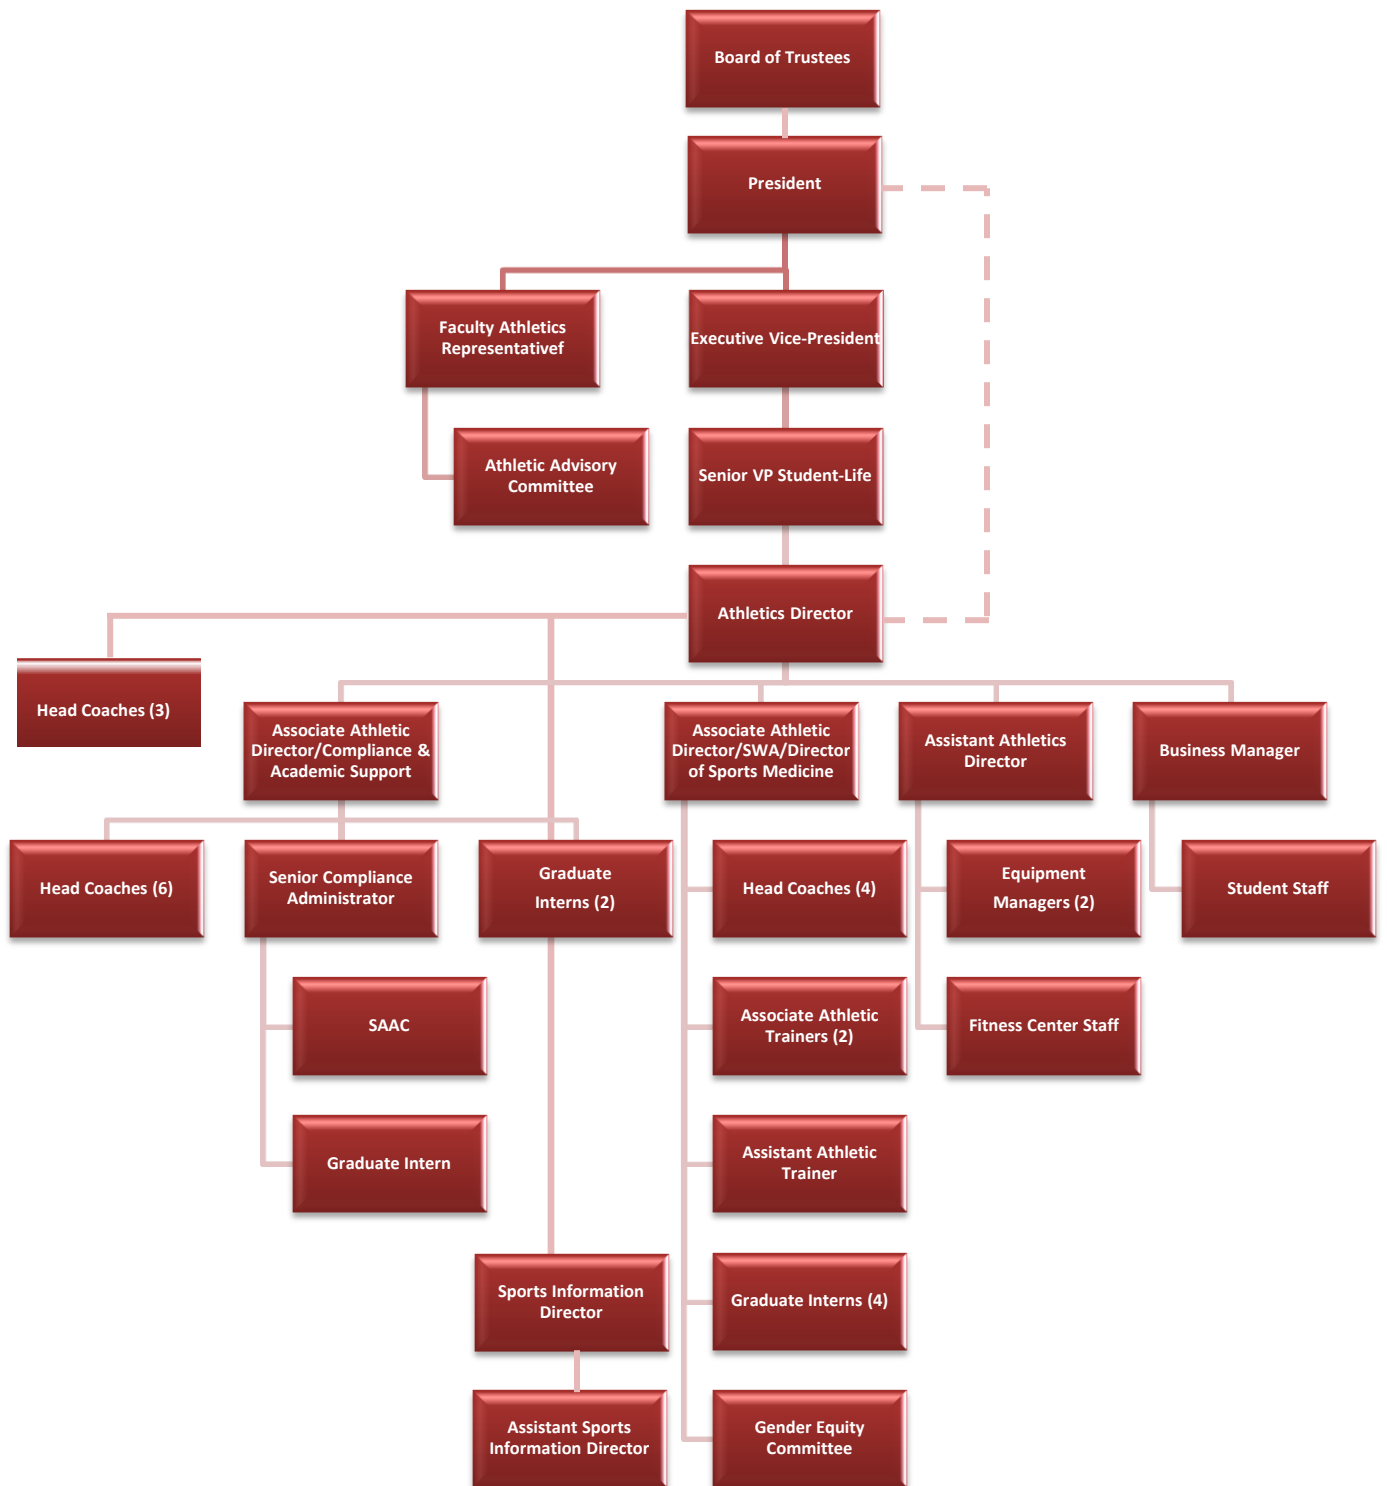 Board of Trustees
President
Faculty Athletics
Representativef
Executive Vice-President
Athletic Advisory
Committee
Senior VP Student-Life
Athletics Director
Head Coaches (3)
Associate Athletic
Director/Compliance &
Academic Support
Associate Athletic
Director/SWA/Director
of Sports Medicine
Assistant Athletics
Director
Business Manager
Head Coaches (6)
Senior Compliance
Administrator
Graduate
Interns (2)
Head Coaches (4)
Equipment
Managers (2)
Student Staff
SAAC
Associate Athletic
Trainers (2)
Fitness Center Staff
Graduate Intern
Assistant Athletic
Trainer
Sports Information
Director
Graduate Interns (4)
Assistant Sports
Information Director
Gender Equity
Committee